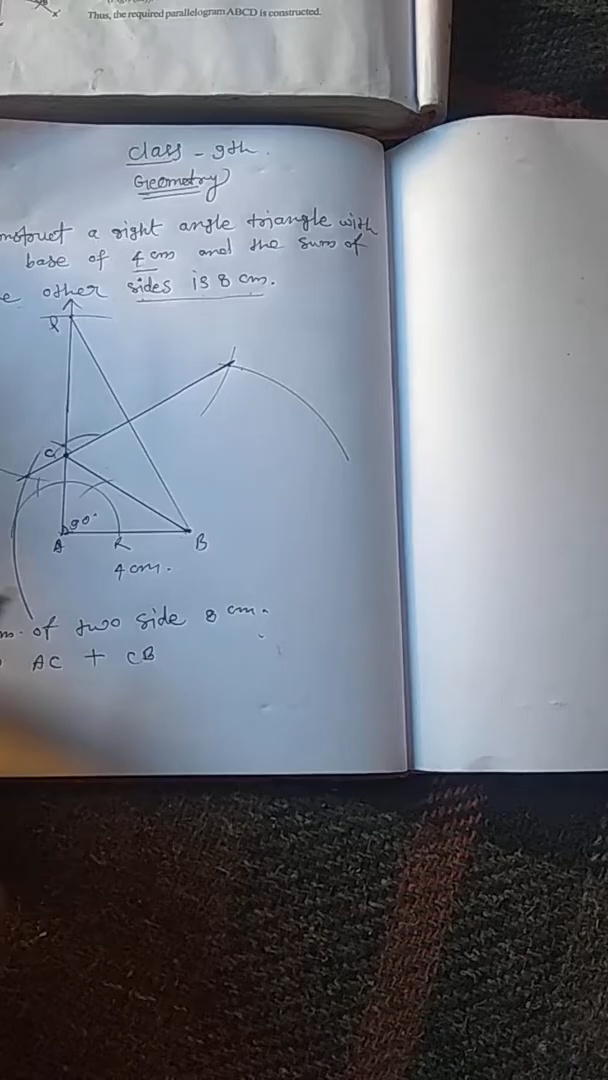 Thus, the required parallelogram ABCD is constructed.
class - 9th.
Geometry
nstruct a right angle triangle with
base of 4 cm and the sum of
e other sides is 8 cm.
C
90°
A
R
B
4 cm.
of two side 8 cm.
AC + CB